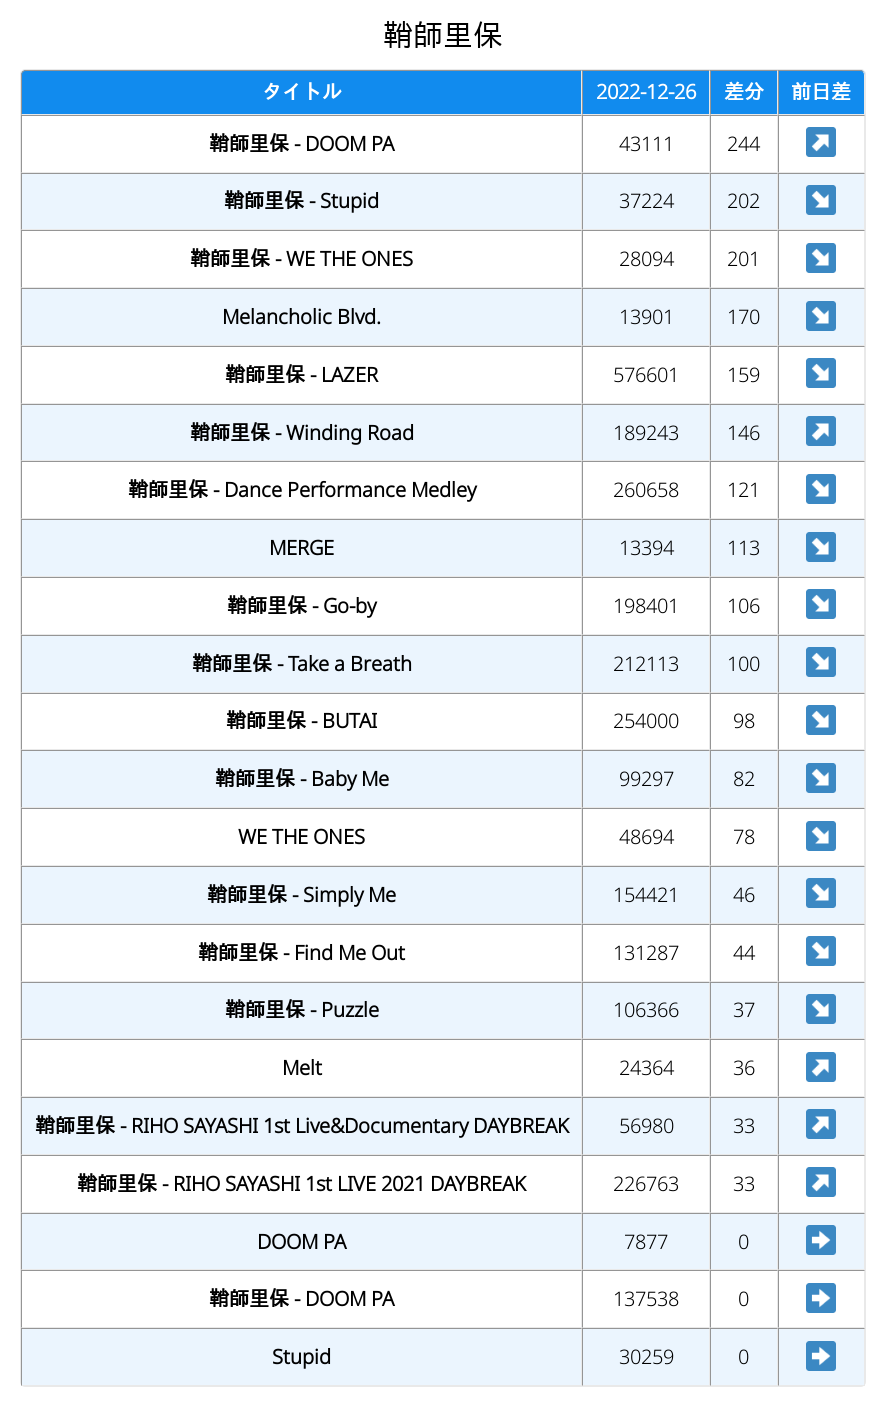 鞘師里保
タイトル 2022-12-26 差分 前日差
鞘師里保 - DOOM PA 43111 244 ↗
鞘師里保 - Stupid 37224 202 ↘
鞘師里保 - WE THE ONES 28094 201 ↘
Melancholic Blvd. 13901 170 ↘
鞘師里保 - LAZER 576601 159 ↘
鞘師里保 - Winding Road 189243 146 ↗
鞘師里保 - Dance Performance Medley 260658 121 ↘
MERGE 13394 113 ↘
鞘師里保 - Go-by 198401 106 ↘
鞘師里保 - Take a Breath 212113 100 ↘
鞘師里保 - BUTAI 254000 98 ↘
鞘師里保 - Baby Me 99297 82 ↘
WE THE ONES 48694 78 ↘
鞘師里保 - Simply Me 154421 46 ↘
鞘師里保 - Find Me Out 131287 44 ↘
鞘師里保 - Puzzle 106366 37 ↘
Melt 24364 36 ↗
鞘師里保 - RIHO SAYASHI 1st Live&Documentary DAYBREAK 56980 33 ↗
鞘師里保 - RIHO SAYASHI 1st LIVE 2021 DAYBREAK 226763 33 ↗
DOOM PA 7877 0 ➡
鞘師里保 - DOOM PA 137538 0 ➡
Stupid 30259 0 ➡